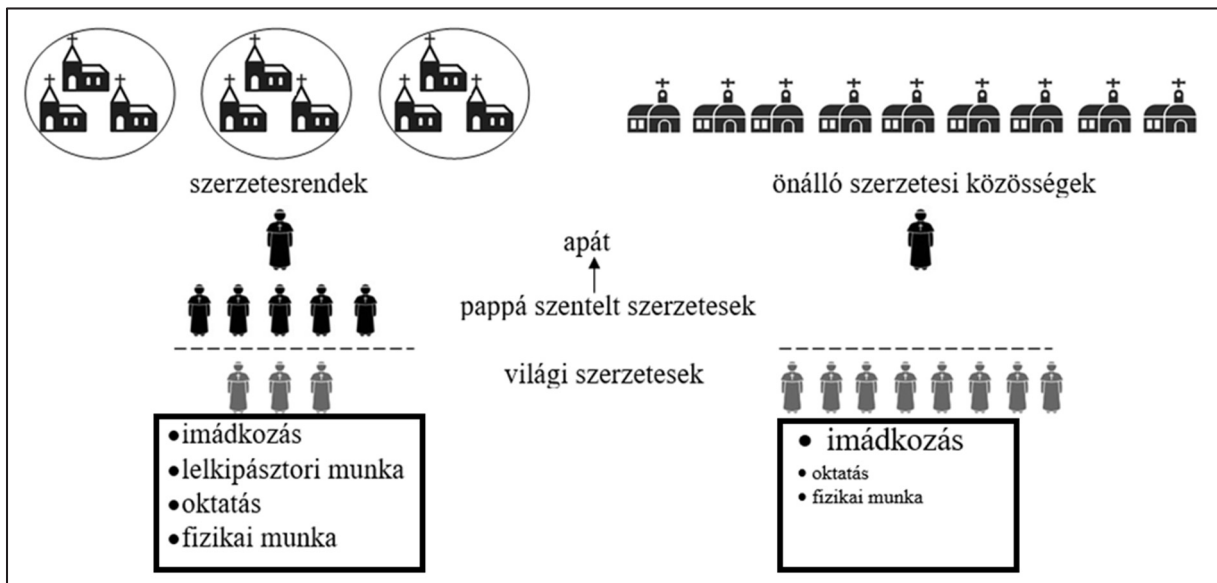 szerzetesrendek
önálló szerzetesi közösségek
apát
pappá szentelt szerzetesek
világi szerzetesek
•imádkozás
•lelkipásztori munka
•oktatás
•fizikai munka
• imádkozás
• oktatás
• fizikai munka